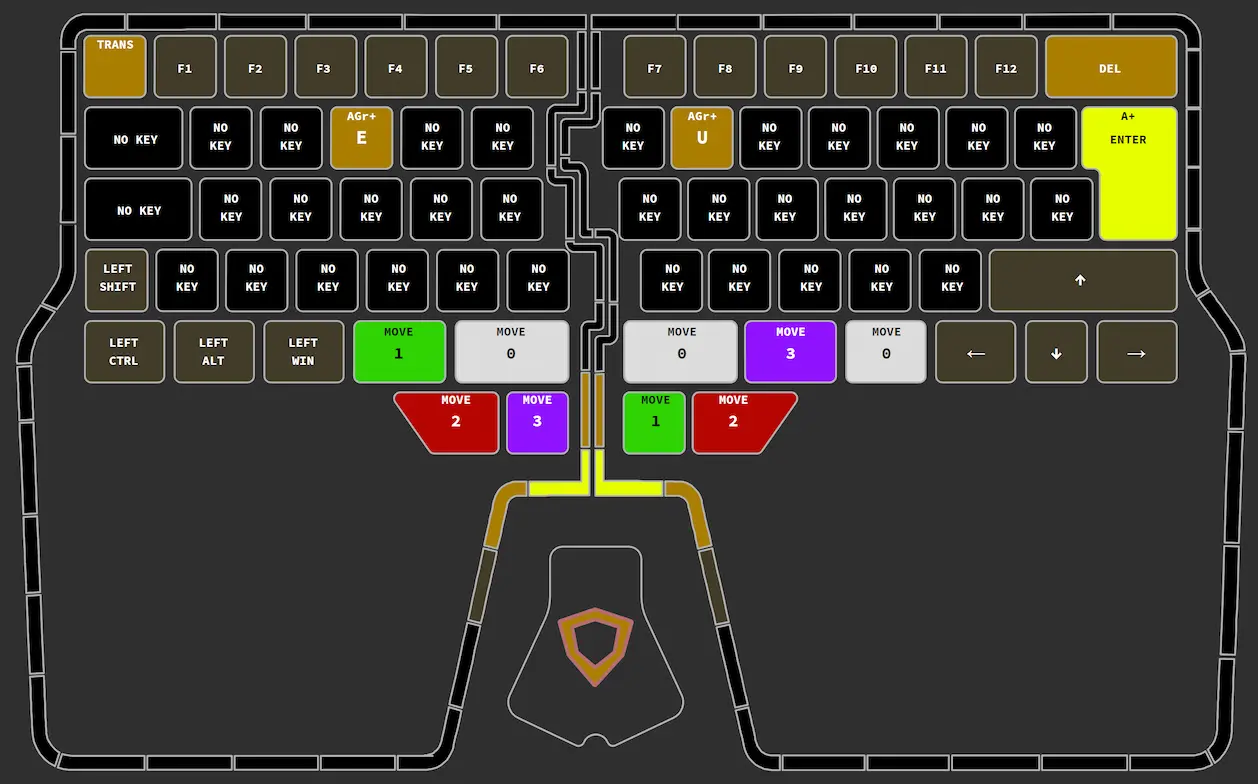 TRANS F1 F2 F3 F4 F5 F6 F7 F8 F9 F10 F11 F12 DEL
NO KEY NO KEY NO KEY AGr+ E NO KEY NO KEY NO KEY AGr+ U NO KEY NO KEY NO KEY NO KEY NO KEY A+ ENTER
NO KEY NO KEY NO KEY NO KEY NO KEY NO KEY NO KEY NO KEY NO KEY NO KEY NO KEY NO KEY NO KEY
LEFT SHIFT NO KEY NO KEY NO KEY NO KEY NO KEY NO KEY NO KEY NO KEY NO KEY NO KEY NO KEY ↑
LEFT CTRL LEFT ALT LEFT WIN MOVE 1 MOVE 0 MOVE 0 MOVE 3 MOVE 0 ← ↓ →
MOVE 2 MOVE 3 MOVE 1 MOVE 2